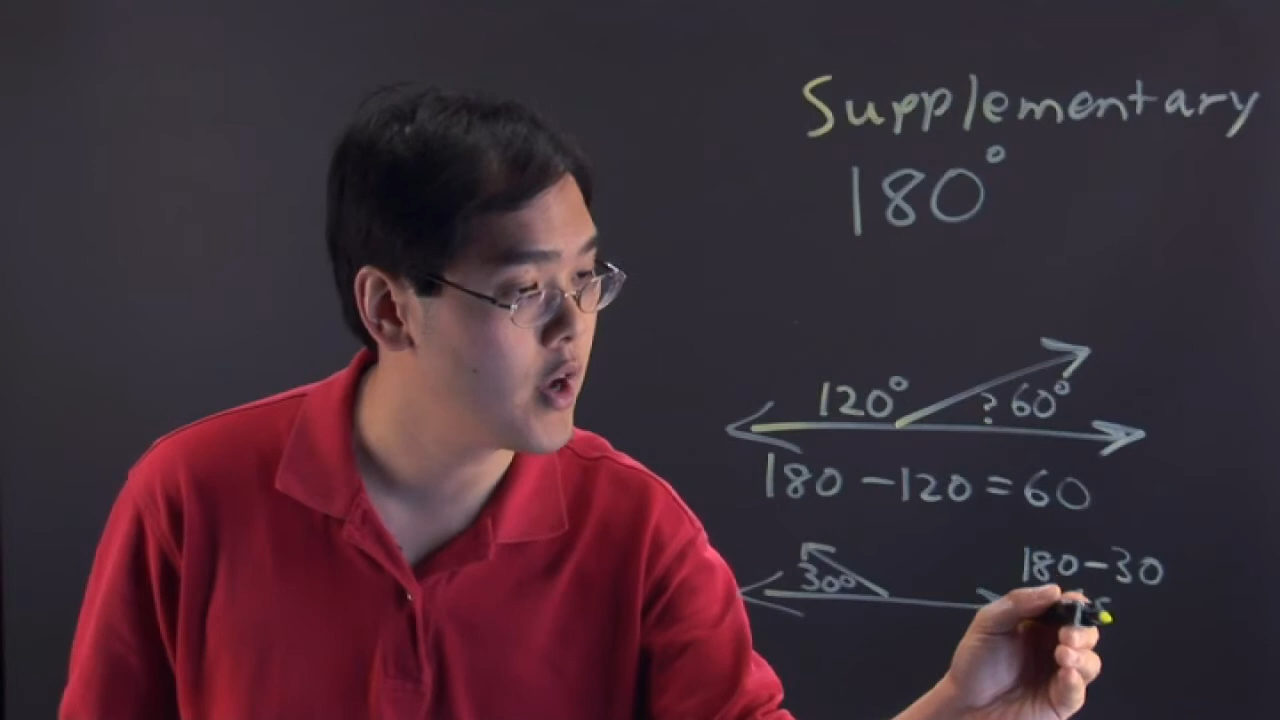 Supplementary
180°
120° ? 60°
180 - 120 = 60
30° 180 - 30